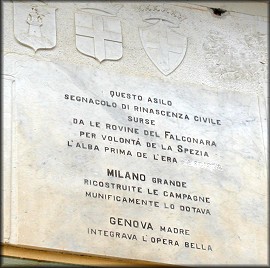 QUESTO ASILO
SEGNACOLO DI RINASCENZA CIVILE
SURSE
DA LE ROVINE DEL FALCONARA
PER VOLONTÁ DE LA SPEZIA
L'ALBA PRIMA DE L'ERA
MILANO GRANDE
RICOSTRUITE LE CAMPAGNE
MUNIFICAMENTE LO DOTAVA
GENOVA MADRE
INTEGRAVA L'OPERA BELLA